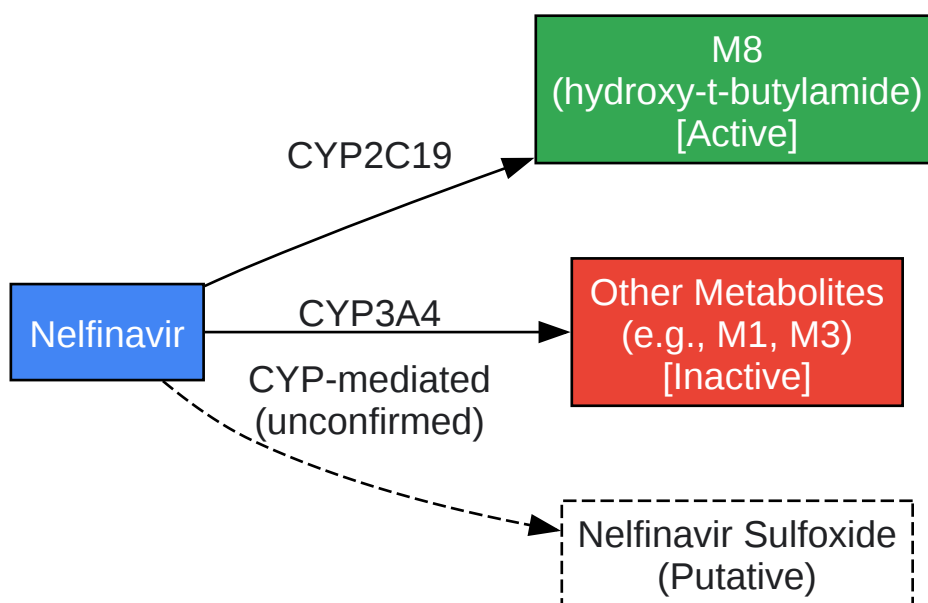 M8
(hydroxy-t-butylamide)
[Active]
CYP2C19
Nelfinavir
CYP3A4
Other Metabolites
(e.g., M1, M3)
[Inactive]
CYP-mediated
(unconfirmed)
Nelfinavir Sulfoxide
(Putative)